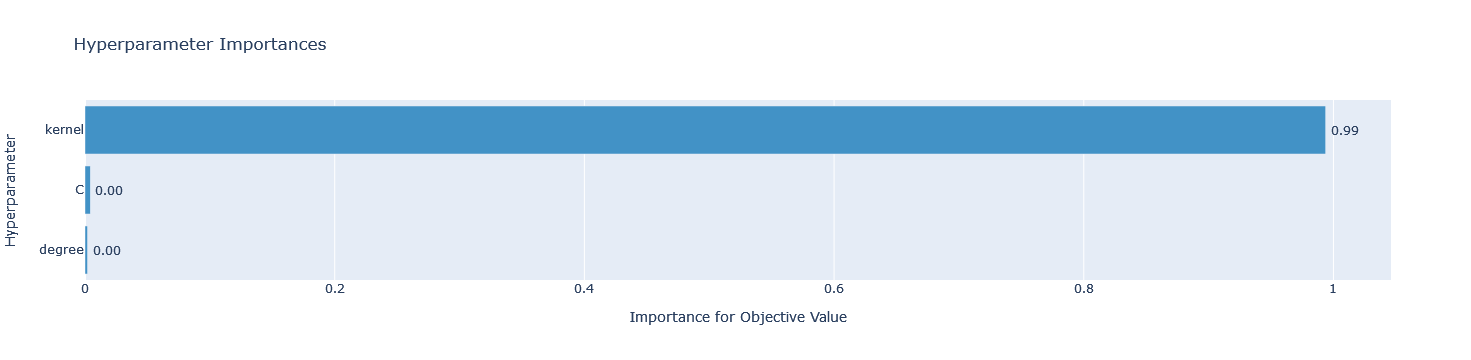 Hyperparameter Importances
Hyperparameter
kernel 0.99
C 0.00
degree 0.00
0 0.2 0.4 0.6 0.8 1
Importance for Objective Value